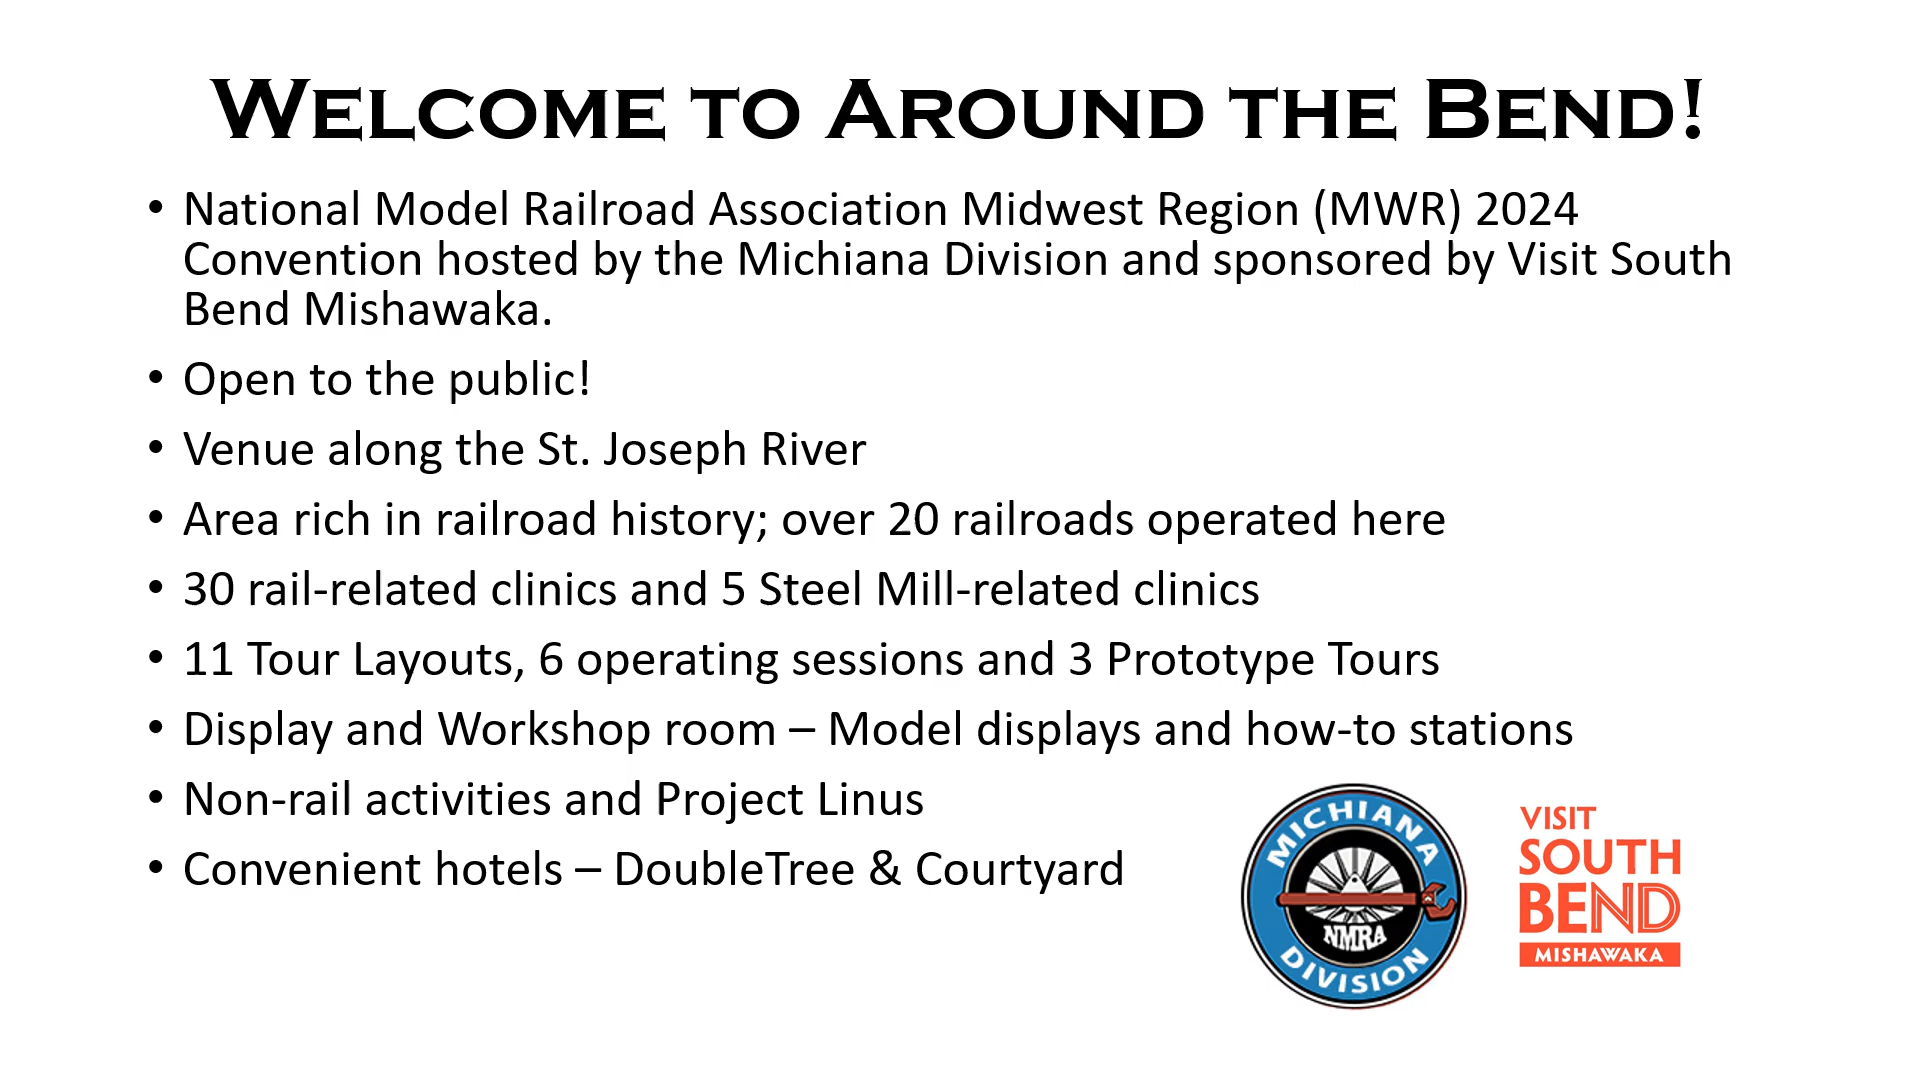 WELCOME TO AROUND THE BEND!
• National Model Railroad Association Midwest Region (MWR) 2024
Convention hosted by the Michiana Division and sponsored by Visit South
Bend Mishawaka.
• Open to the public!
• Venue along the St. Joseph River
• Area rich in railroad history; over 20 railroads operated here
• 30 rail-related clinics and 5 Steel Mill-related clinics
• 11 Tour Layouts, 6 operating sessions and 3 Prototype Tours
• Display and Workshop room – Model displays and how-to stations
• Non-rail activities and Project Linus
• Convenient hotels – DoubleTree & Courtyard
MICHIANA
NMRA
DIVISION
VISIT
SOUTH
BEND
MISHAWAKA